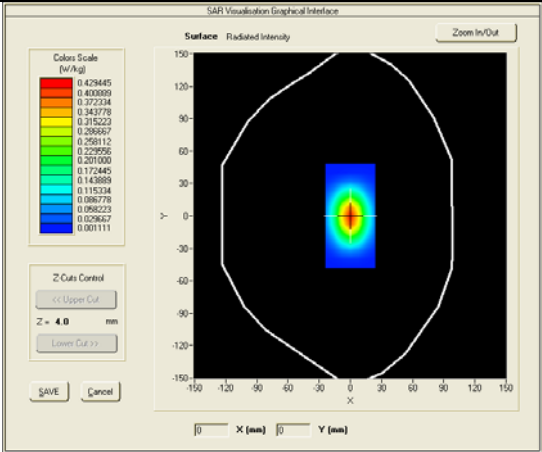 SAR Visualisation Graphical Interface
Surface Radiated Intensity
Zoom In/Out
Colors Scale
(W/kg)
0.429445
0.400889
0.372334
0.343778
0.315223
0.286667
0.258112
0.229556
0.201000
0.172445
0.143889
0.115334
0.086778
0.058223
0.029667
0.001111
Z-Cuts Control
<< Upper Cut
Z = 4.0 mm
Lower Cut >>
SAVE Cancel
150-
120-
90-
60-
30-
Y 0-
-30-
-60-
-90-
-120-
-150-
-150 -120 -90 -60 -30 0 30 60 90 120 150
X
0 X (mm) 0 Y (mm)